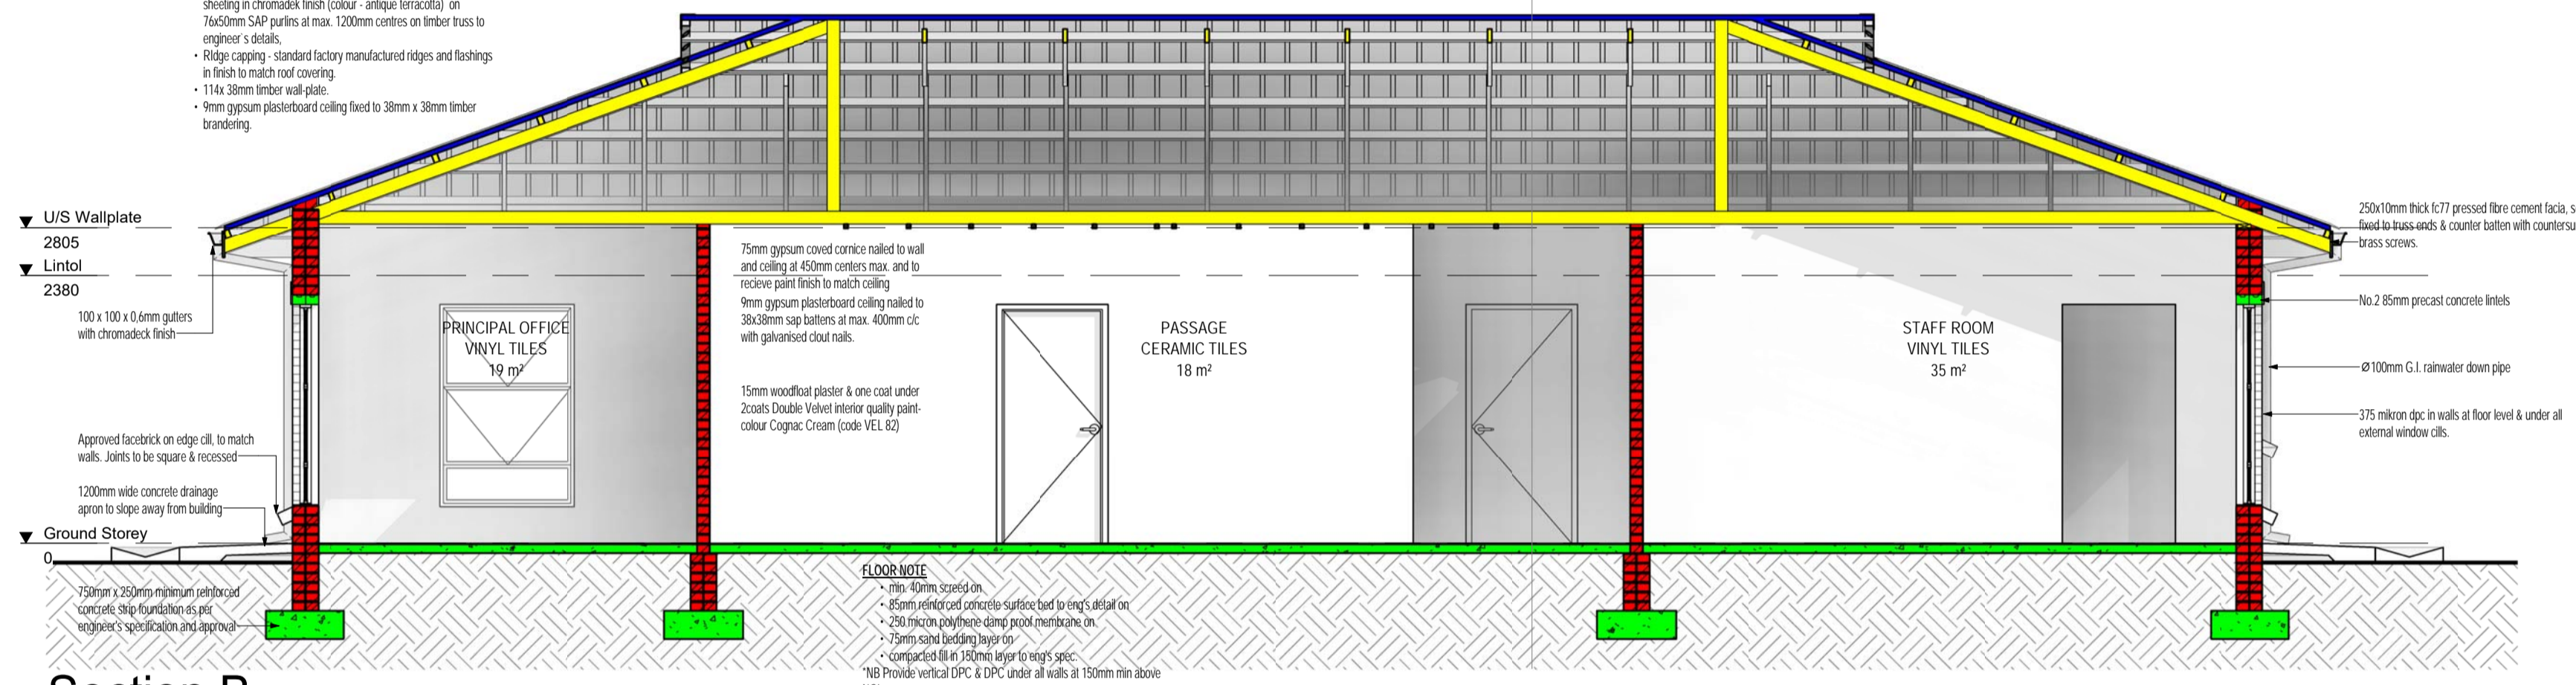 sheeting in chromadek finish (colour - antique terracotta) on
76x50mm SAP purlins at max. 1200mm centres on timber truss to
engineer`s details,
• RIdge capping - standard factory manufactured ridges and flashings
in finish to match roof covering.
• 114x 38mm timber wall-plate.
• 9mm gypsum plasterboard ceiling fixed to 38mm x 38mm timber
brandering.
U/S Wallplate
2805
Lintol
2380
100 x 100 x 0,6mm gutters
with chromadeck finish
Approved facebrick on edge cill, to match
walls. Joints to be square & recessed
1200mm wide concrete drainage
apron to slope away from building
Ground Storey
0
750mm x 250mm minimum reinforced
concrete strip foundation as per
engineer's specification and approval
PRINCIPAL OFFICE
VINYL TILES
19 m²
75mm gypsum coved cornice nailed to wall
and ceiling at 450mm centers max. and to
recieve paint finish to match ceiling
9mm gypsum plasterboard ceiling nailed to
38x38mm sap battens at max. 400mm c/c
with galvanised clout nails.
15mm woodfloat plaster & one coat under
2coats Double Velvet interior quality paint-
colour Cognac Cream (code VEL 82)
PASSAGE
CERAMIC TILES
18 m²
STAFF ROOM
VINYL TILES
35 m²
250x10mm thick fc77 pressed fibre cement facia, s
fixed to truss ends & counter batten with countersu
brass screws.
No.2 85mm precast concrete lintels
Ø100mm G.I. rainwater down pipe
375 mikron dpc in walls at floor level & under all
external window cills.
FLOOR NOTE
• min. 40mm screed on
• 85mm reinforced concrete surface bed to eng's detail on
• 250 micron polythene damp proof membrane on
• 75mm sand bedding layer on
• compacted fill in 150mm layer to eng's spec.
*NB Provide vertical DPC & DPC under all walls at 150mm min above
Section B